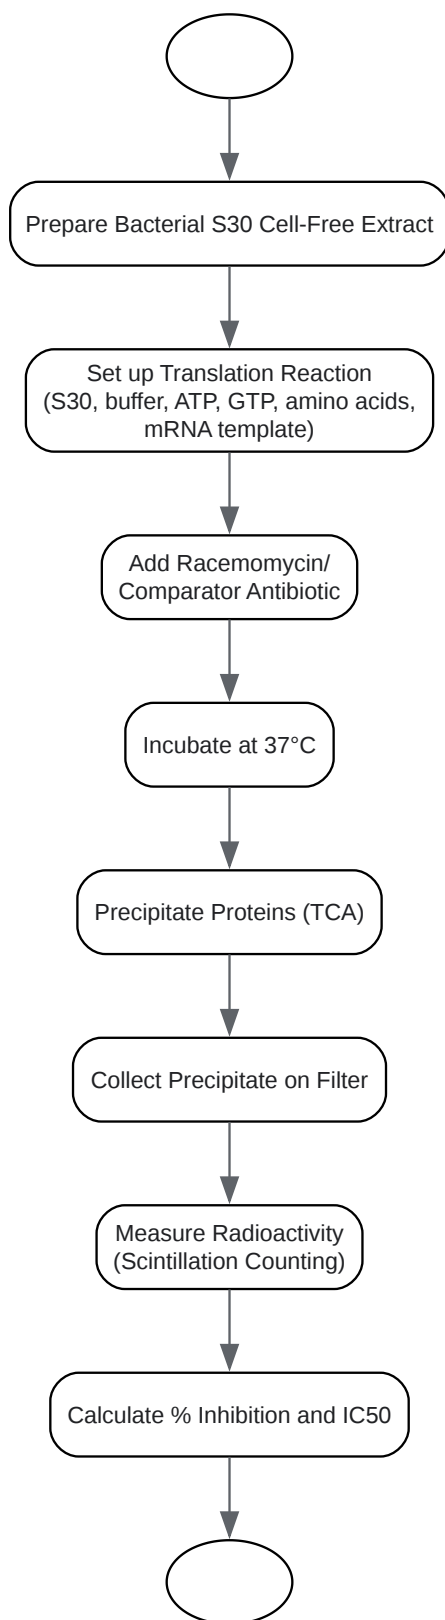 Prepare Bacterial S30 Cell-Free Extract
Set up Translation Reaction
(S30, buffer, ATP, GTP, amino acids,
mRNA template)
Add Racemomycin/
Comparator Antibiotic
Incubate at 37°C
Precipitate Proteins (TCA)
Collect Precipitate on Filter
Measure Radioactivity
(Scintillation Counting)
Calculate % Inhibition and IC50